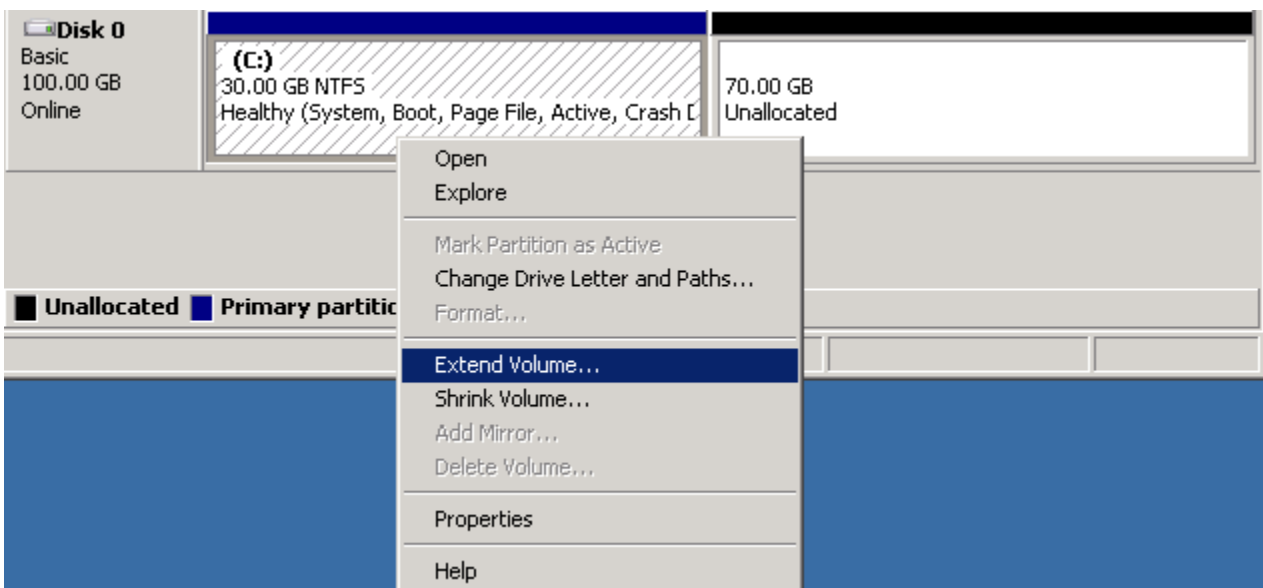 Disk 0
Basic
100.00 GB
Online
(C:)
30.00 GB NTFS
Healthy (System, Boot, Page File, Active, Crash D
70.00 GB
Unallocated
Open
Explore
Mark Partition as Active
Change Drive Letter and Paths...
Format...
Extend Volume...
Shrink Volume...
Add Mirror...
Delete Volume...
Properties
Help
Unallocated Primary partitic